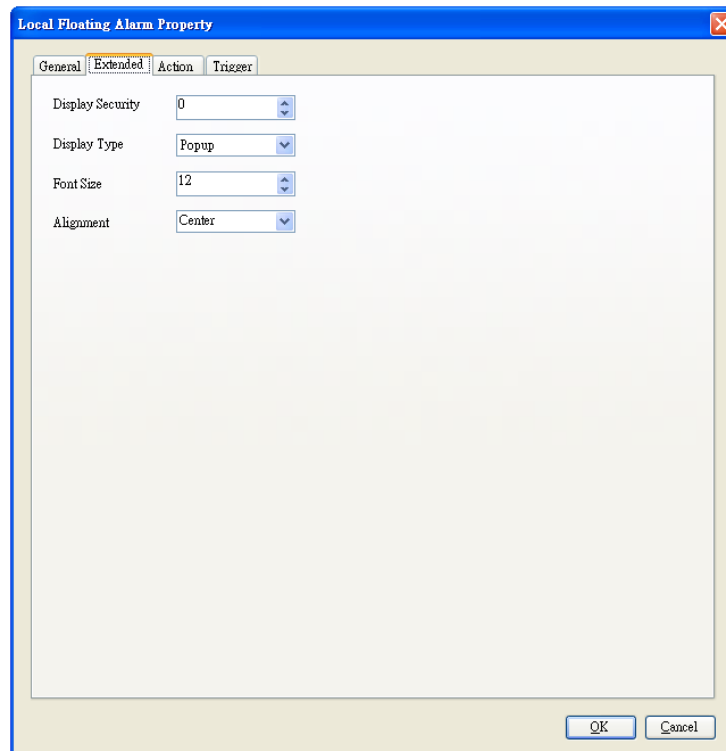 Local Floating Alarm Property
General Extended Action Trigger
Display Security 0
Display Type Popup
Font Size 12
Alignment Center
OK Cancel